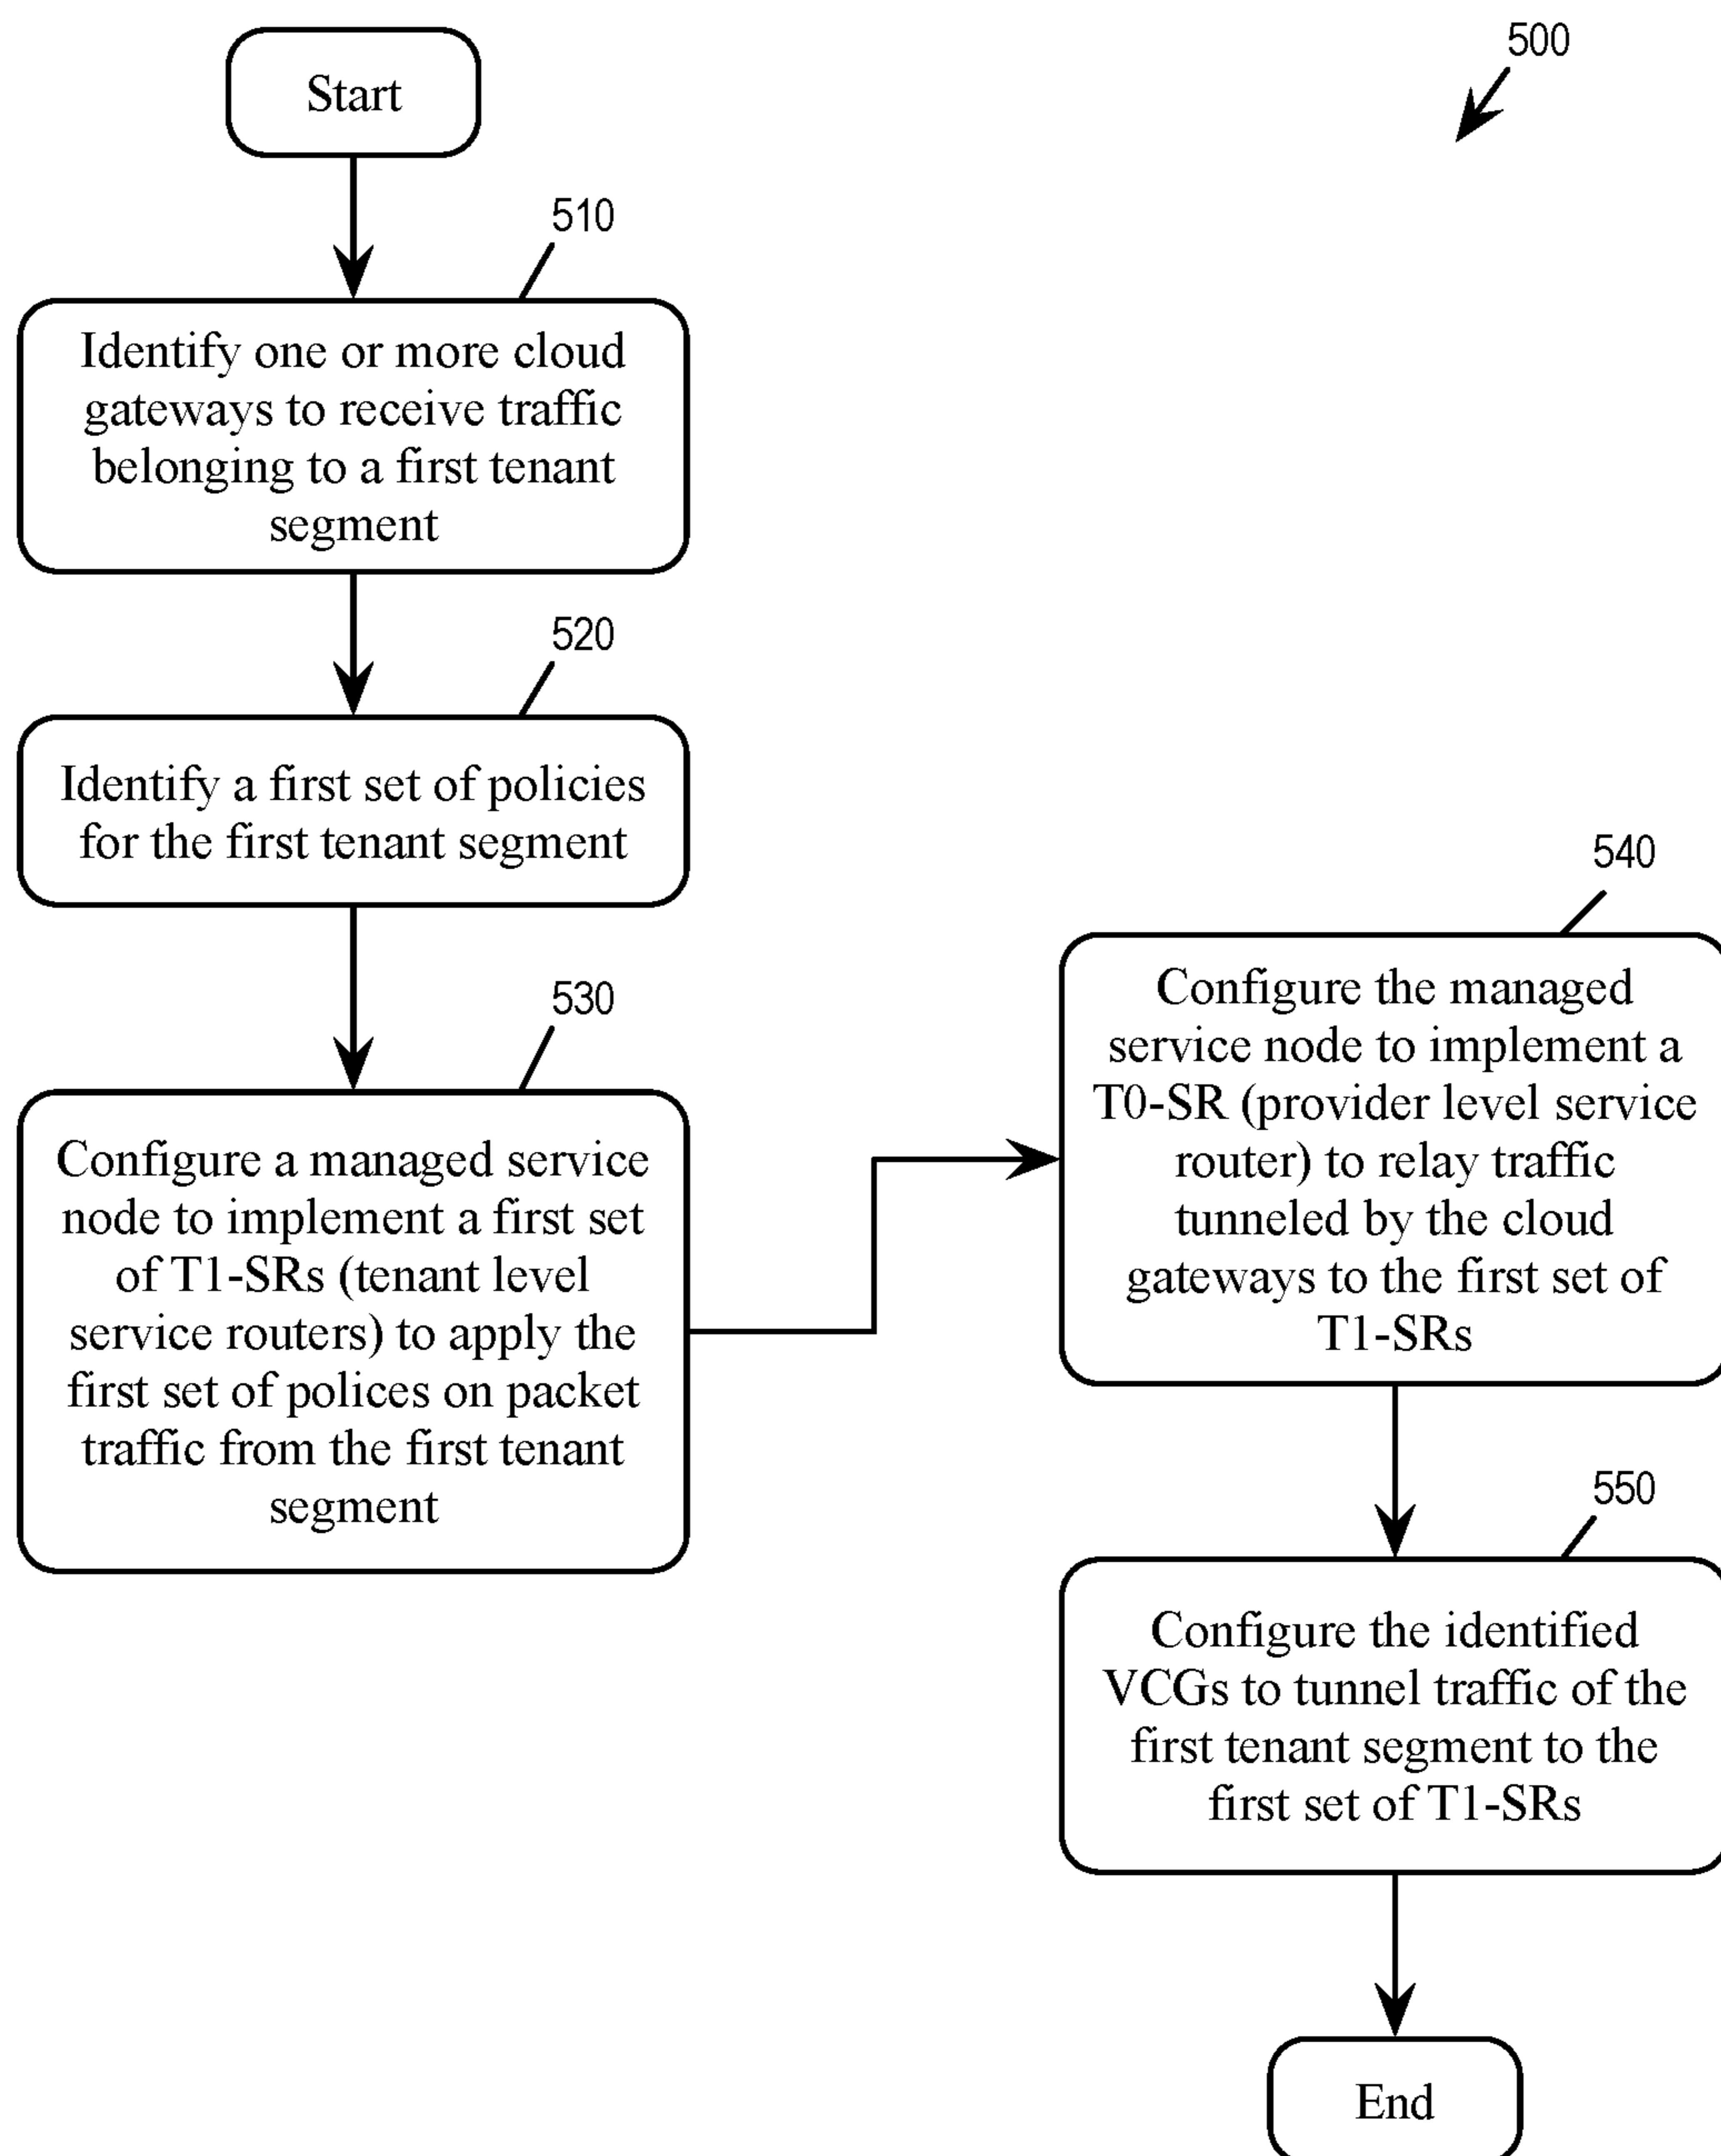 Start
500
510
Identify one or more cloud
gateways to receive traffic
belonging to a first tenant
segment
520
Identify a first set of policies
for the first tenant segment
530
Configure a managed service
node to implement a first set
of T1-SRs (tenant level
service routers) to apply the
first set of polices on packet
traffic from the first tenant
segment
540
Configure the managed
service node to implement a
T0-SR (provider level service
router) to relay traffic
tunneled by the cloud
gateways to the first set of
T1-SRs
550
Configure the identified
VCGs to tunnel traffic of the
first tenant segment to the
first set of T1-SRs
End